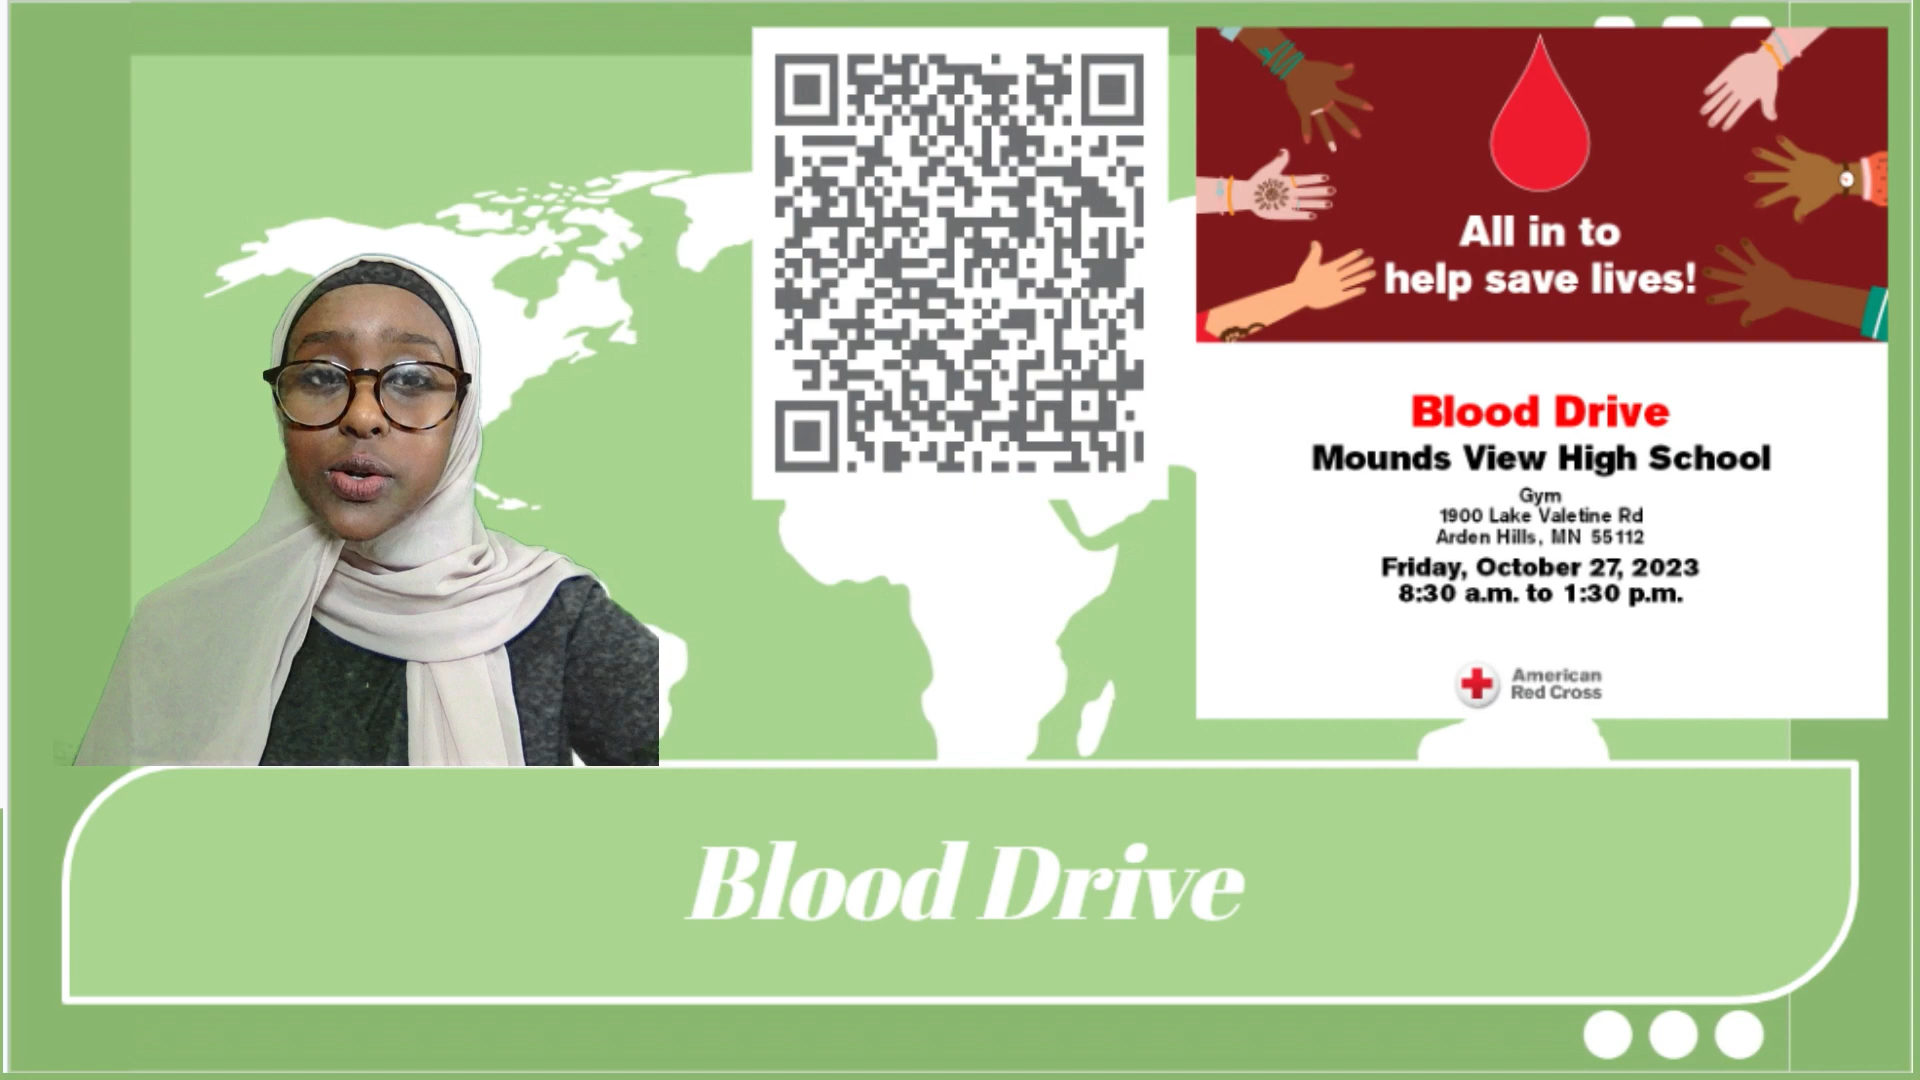 All in to
help save lives!
Blood Drive
Mounds View High School
Gym
1900 Lake Valetine Rd
Arden Hills, MN 55112
Friday, October 27, 2023
8:30 a.m. to 1:30 p.m.
American
Red Cross
Blood Drive